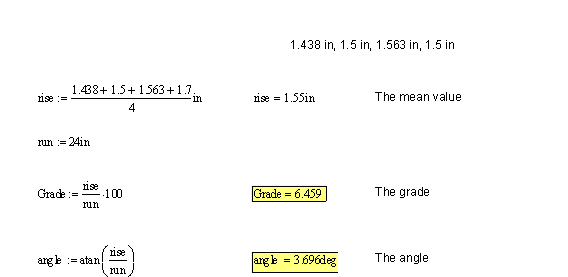 1.438 in, 1.5 in, 1.563 in, 1.5 in
rise := (1.438 + 1.5 + 1.563 + 1.7)/4 in rise = 1.55in The mean value
run := 24in
Grade := rise/run ·100 Grade = 6.459 The grade
angle := atan(rise/run) angle = 3.696deg The angle